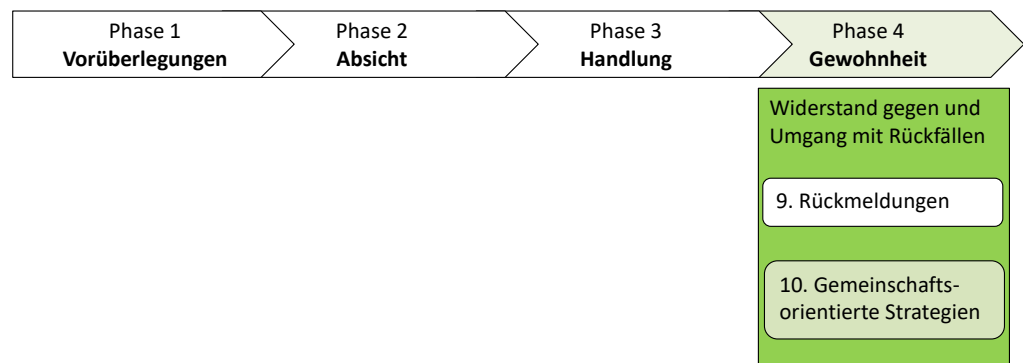 Phase 1
Vorüberlegungen
Phase 2
Absicht
Phase 3
Handlung
Phase 4
Gewohnheit
Widerstand gegen und
Umgang mit Rückfällen
9. Rückmeldungen
10. Gemeinschafts-
orientierte Strategien